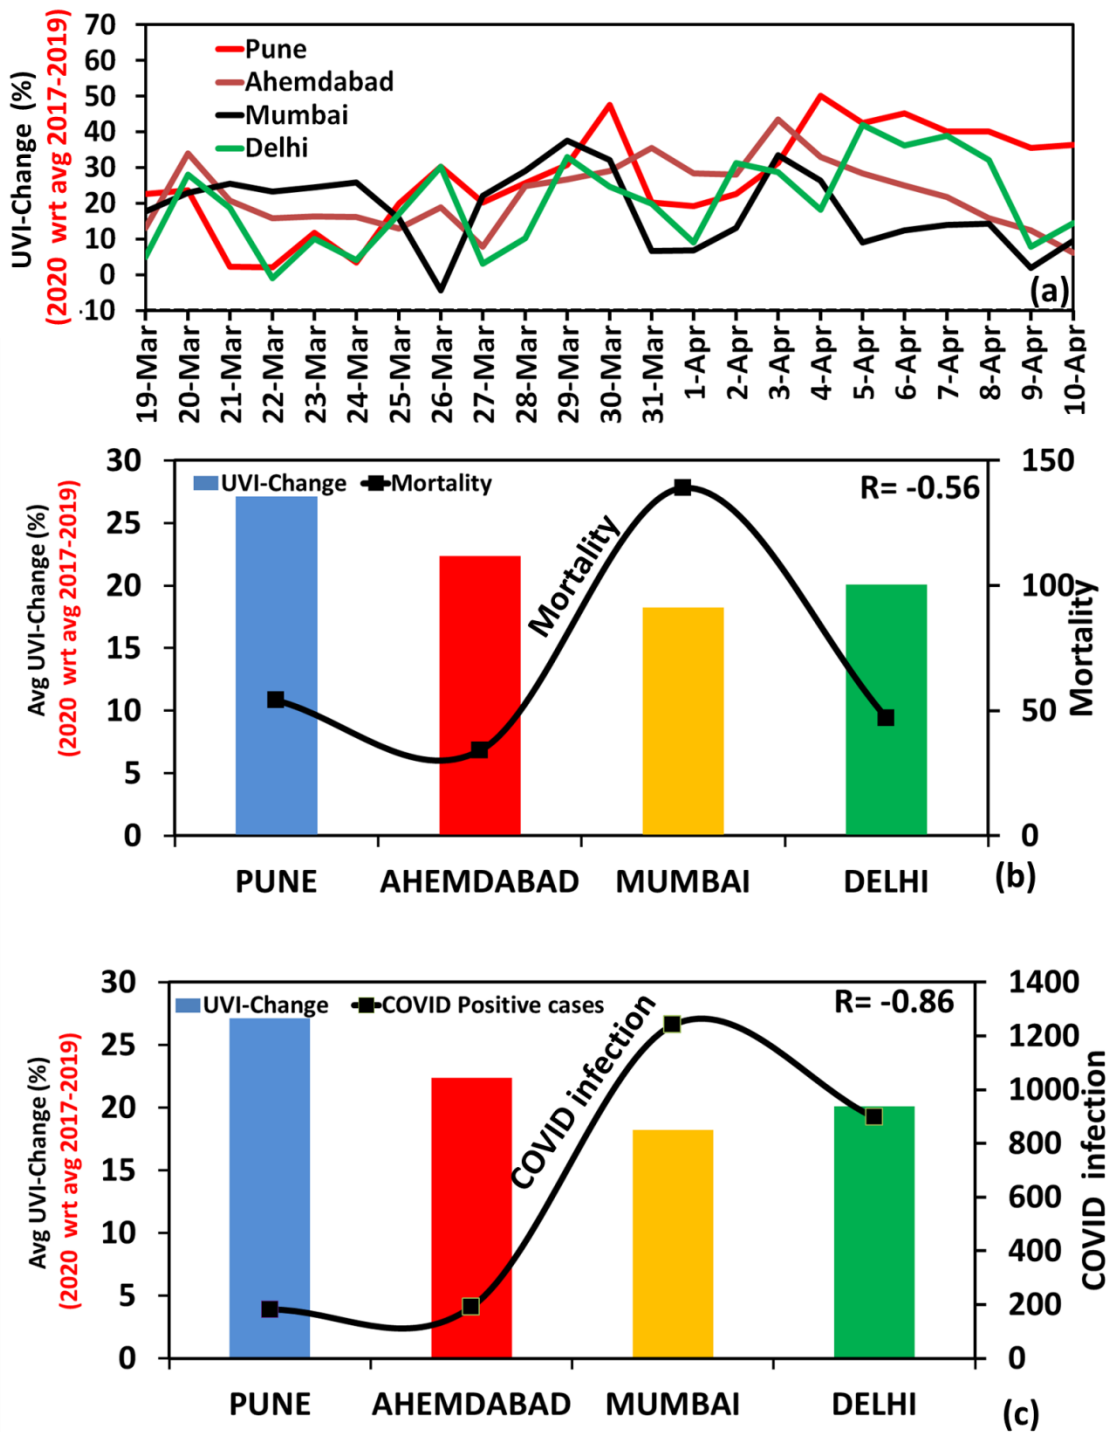 UVI-Change (%)
(2020 wrt avg 2017-2019)
70
60
50
40
30
20
10
0
-10
Pune
Ahemdabad
Mumbai
Delhi
(a)
19-Mar
20-Mar
21-Mar
22-Mar
23-Mar
24-Mar
25-Mar
26-Mar
27-Mar
28-Mar
29-Mar
30-Mar
31-Mar
1-Apr
2-Apr
3-Apr
4-Apr
5-Apr
6-Apr
7-Apr
8-Apr
9-Apr
10-Apr
Avg UVI-Change (%)
(2020 wrt avg 2017-2019)
30
25
20
15
10
5
0
UVI-Change
Mortality
R= -0.56
Mortality
150
100
50
0
Mortality
PUNE
AHEMDABAD
MUMBAI
DELHI
(b)
Avg UVI-Change (%)
(2020 wrt avg 2017-2019)
30
25
20
15
10
5
0
UVI-Change
COVID Positive cases
R= -0.86
COVID infection
1400
1200
1000
800
600
400
200
0
COVID infection
PUNE
AHEMDABAD
MUMBAI
DELHI
(c)